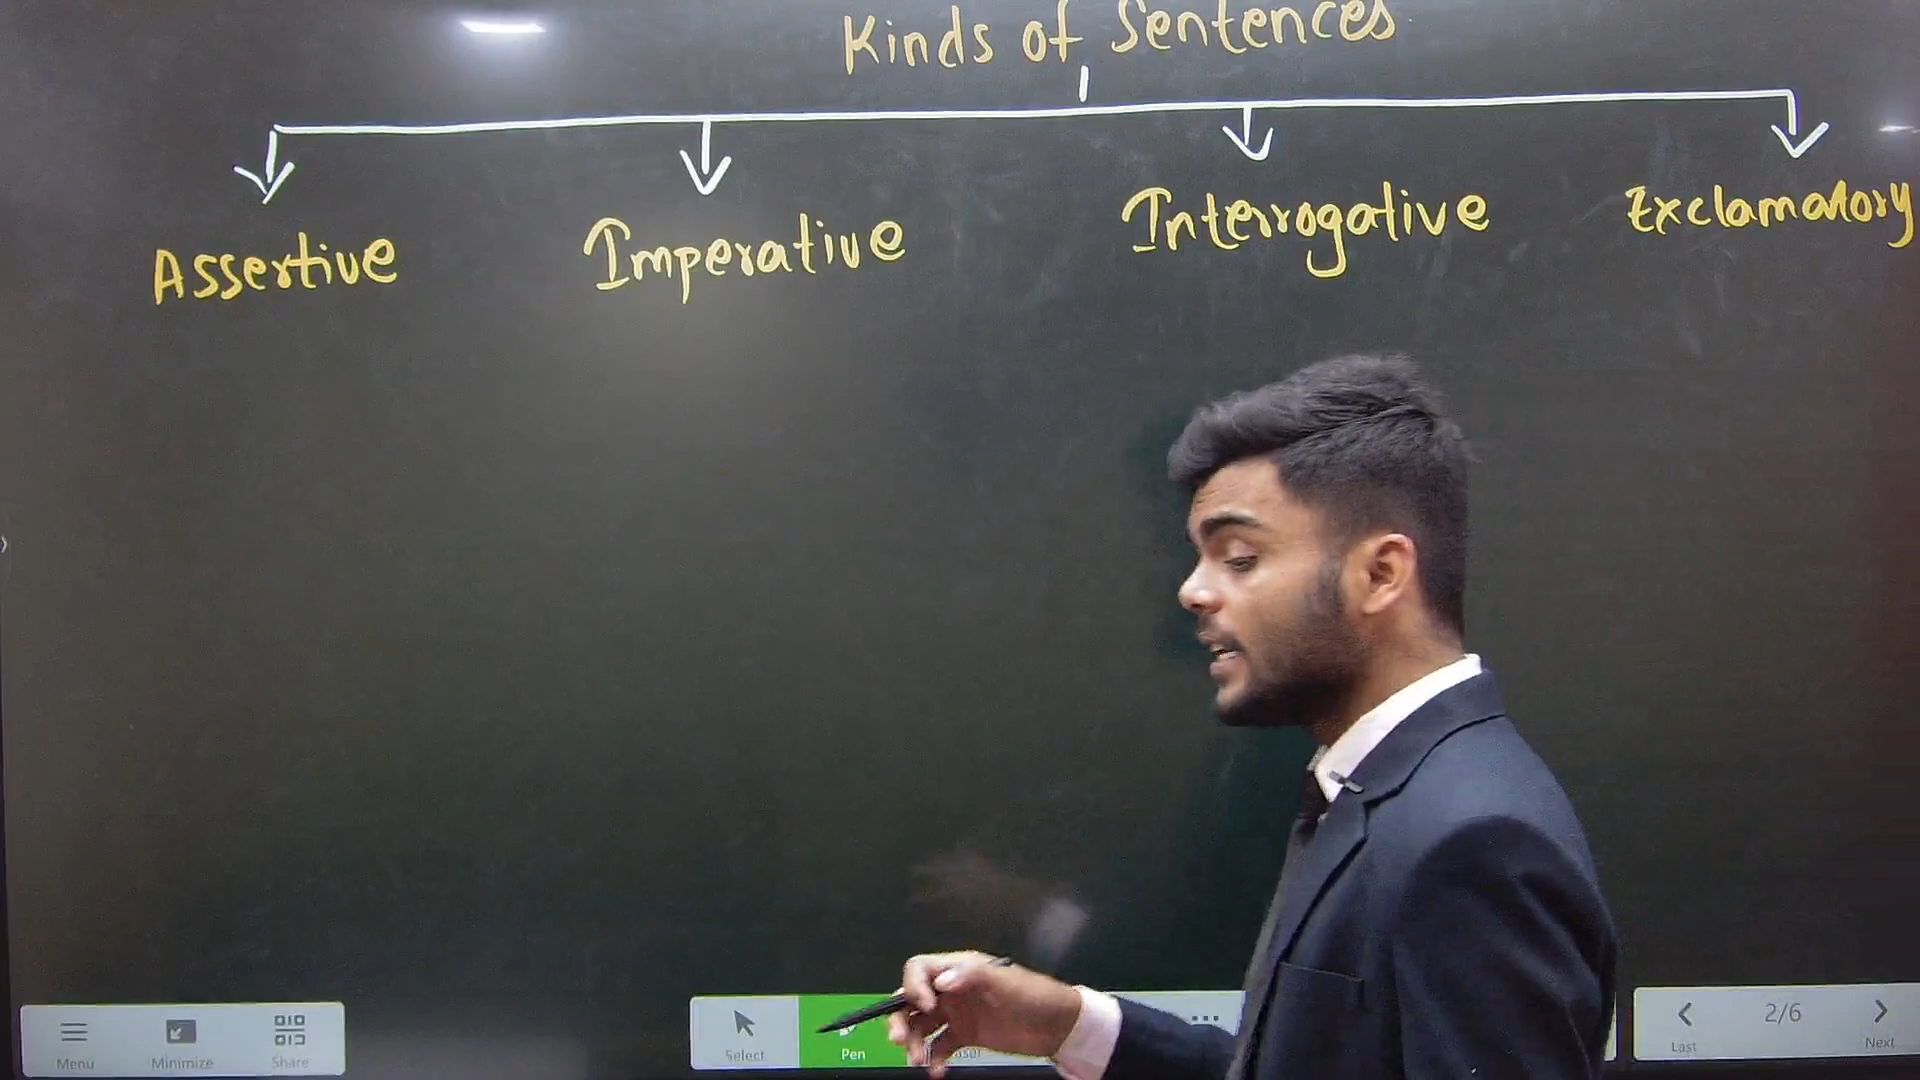 Kinds of Sentences
Assertive Imperative Interrogative Exclamatory
Menu Minimize Share Select Pen 2/6 Last Next